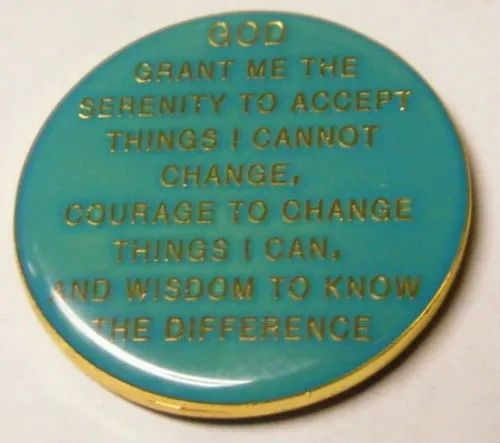 GOD
GRANT ME THE
SERENITY TO ACCEPT
THINGS I CANNOT
CHANGE,
COURAGE TO CHANGE
THINGS I CAN,
AND WISDOM TO KNOW
THE DIFFERENCE